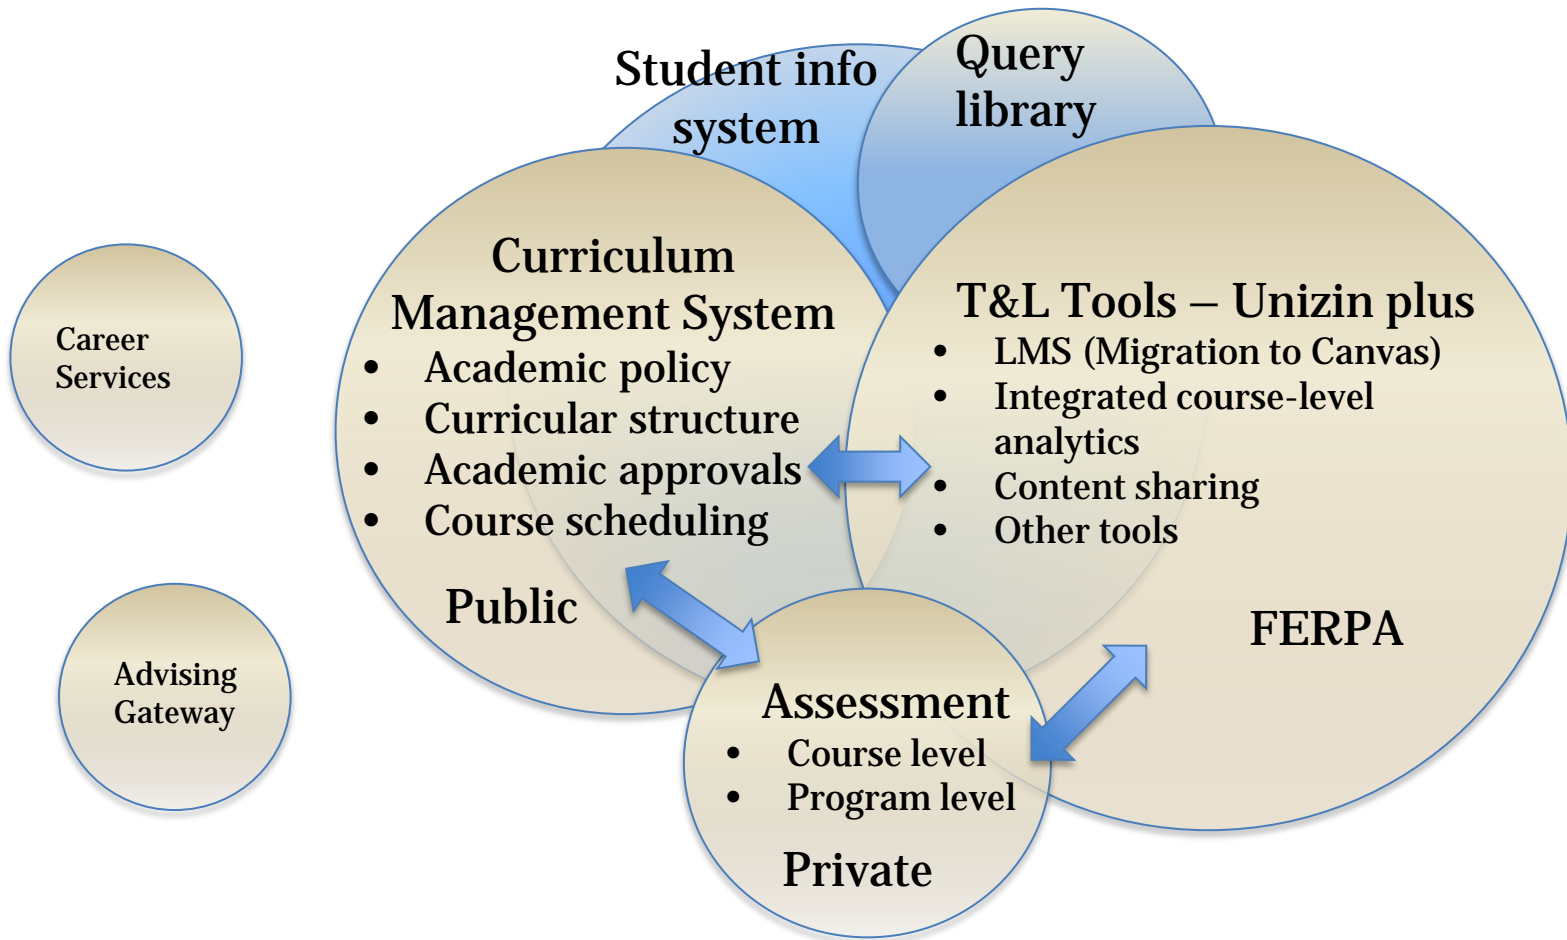 Student info
system
Query
library
Curriculum
Management System
• Academic policy
• Curricular structure
• Academic approvals
• Course scheduling
Public
T&L Tools – Unizin plus
• LMS (Migration to Canvas)
• Integrated course-level
analytics
• Content sharing
• Other tools
FERPA
Career
Services
Advising
Gateway
Assessment
• Course level
• Program level
Private